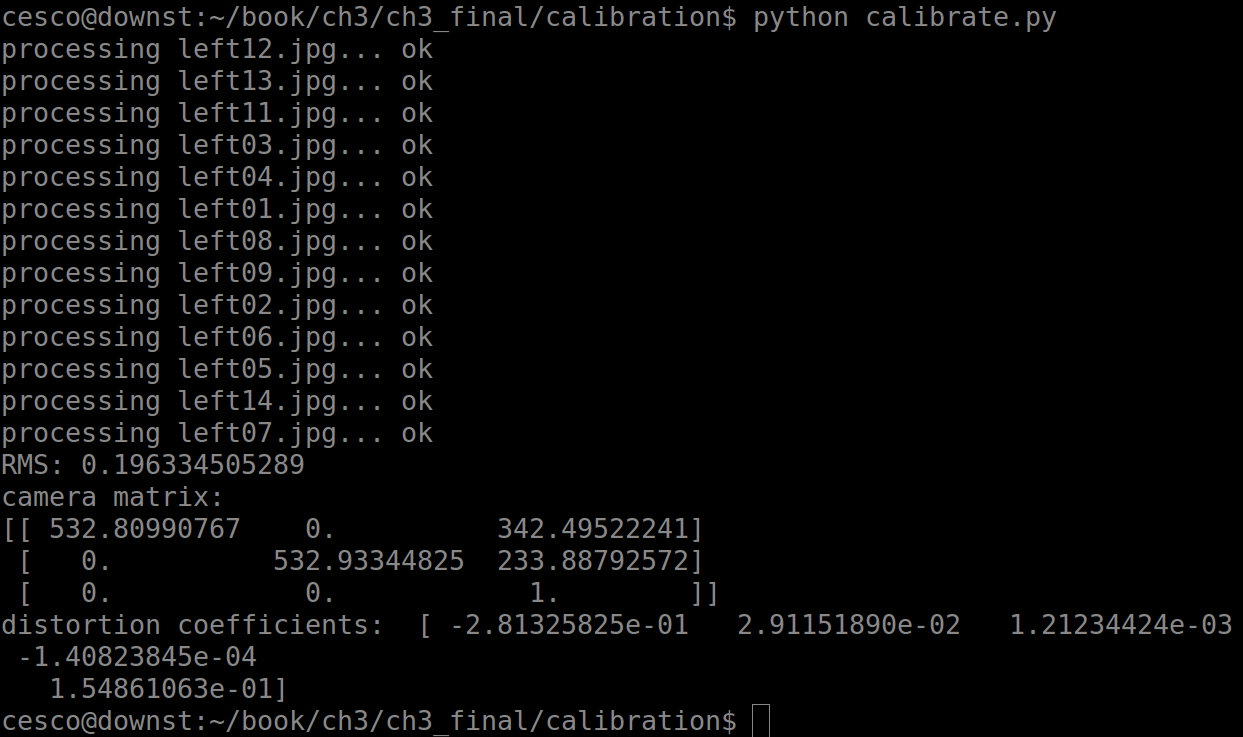 cesco@downst:~/book/ch3/ch3_final/calibration$ python calibrate.py
processing left12.jpg... ok
processing left13.jpg... ok
processing left11.jpg... ok
processing left03.jpg... ok
processing left04.jpg... ok
processing left01.jpg... ok
processing left08.jpg... ok
processing left09.jpg... ok
processing left02.jpg... ok
processing left06.jpg... ok
processing left05.jpg... ok
processing left14.jpg... ok
processing left07.jpg... ok
RMS: 0.196334505289
camera matrix:
[[ 532.80990767    0.          342.49522241]
 [   0.          532.93344825  233.88792572]
 [   0.            0.            1.        ]]
distortion coefficients:  [ -2.81325825e-01   2.91151890e-02   1.21234424e-03
 -1.40823845e-04
   1.54861063e-01]
cesco@downst:~/book/ch3/ch3_final/calibration$